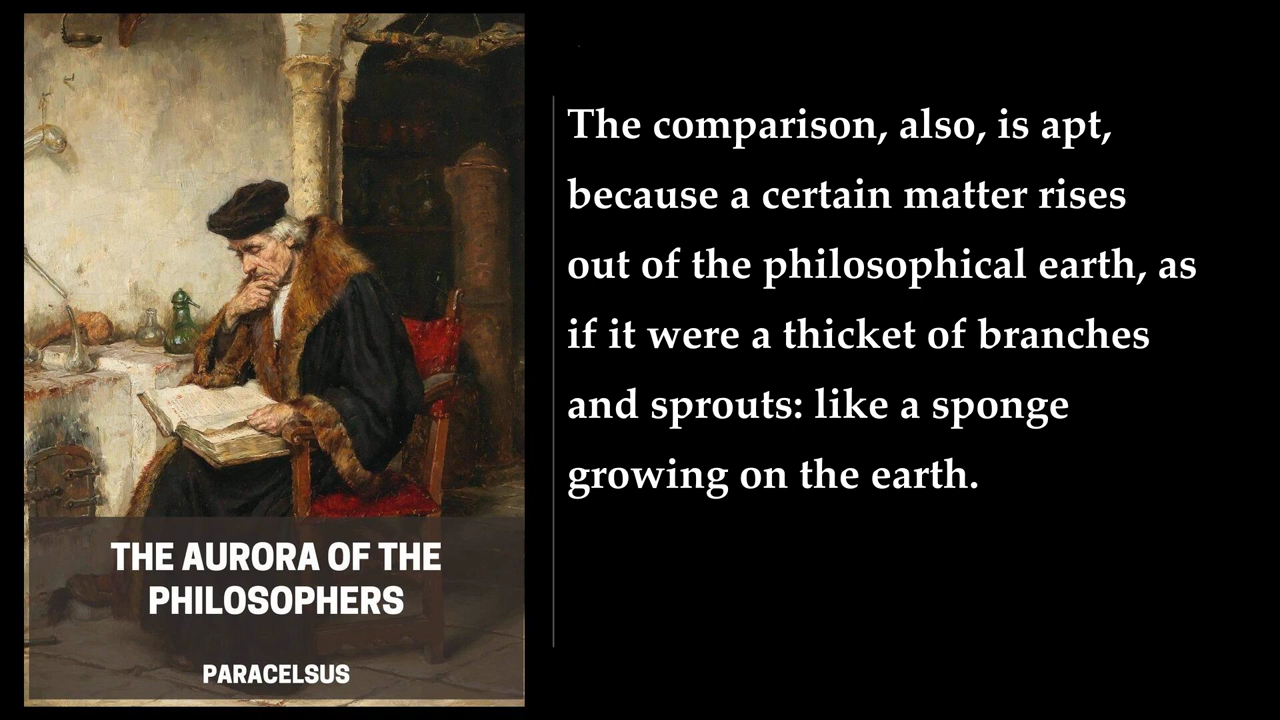 The comparison, also, is apt,
because a certain matter rises
out of the philosophical earth, as
if it were a thicket of branches
and sprouts: like a sponge
growing on the earth.
THE AURORA OF THE
PHILOSOPHERS
PARACELSUS